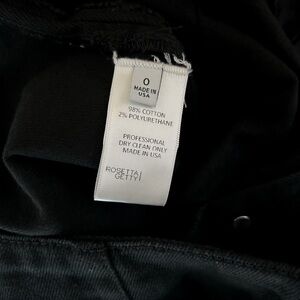 0
MADE IN
USA
98% COTTON
2% POLYURETHANE
PROFESSIONAL
DRY CLEAN ONLY
MADE IN USA
ROSETTA
GETTY